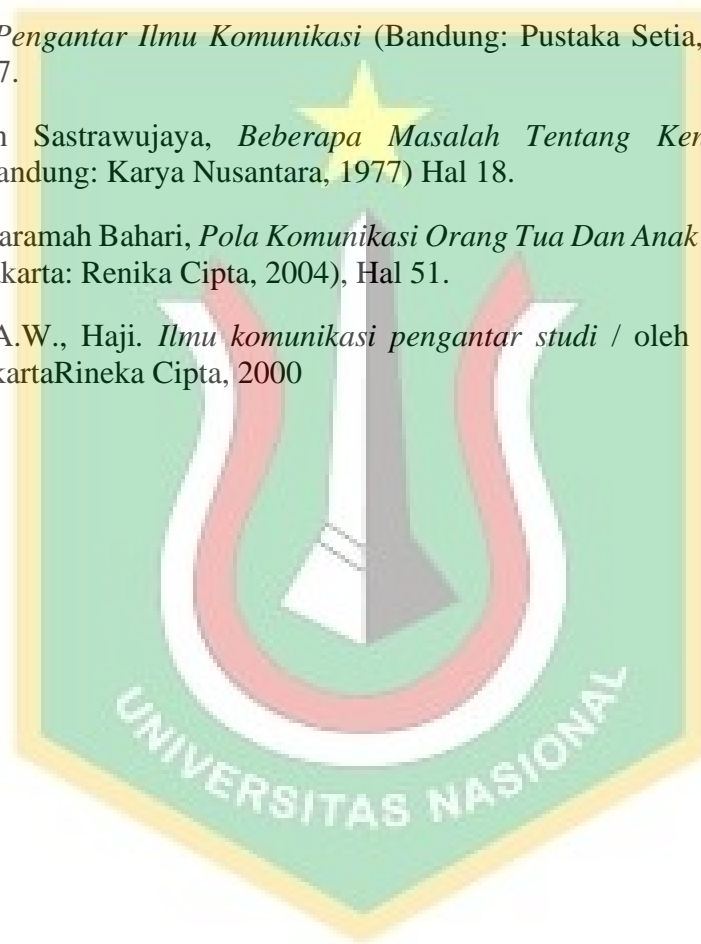 Pengantar Ilmu Komunikasi (Bandung: Pustaka Setia,
7.
n Sastrawujaya, Beberapa Masalah Tentang Ken
andung: Karya Nusantara, 1977) Hal 18.
aramah Bahari, Pola Komunikasi Orang Tua Dan Anak
akarta: Renika Cipta, 2004), Hal 51.
A.W., Haji. Ilmu komunikasi pengantar studi / oleh
kartaRineka Cipta, 2000
UNIVERSITAS NASIONAL